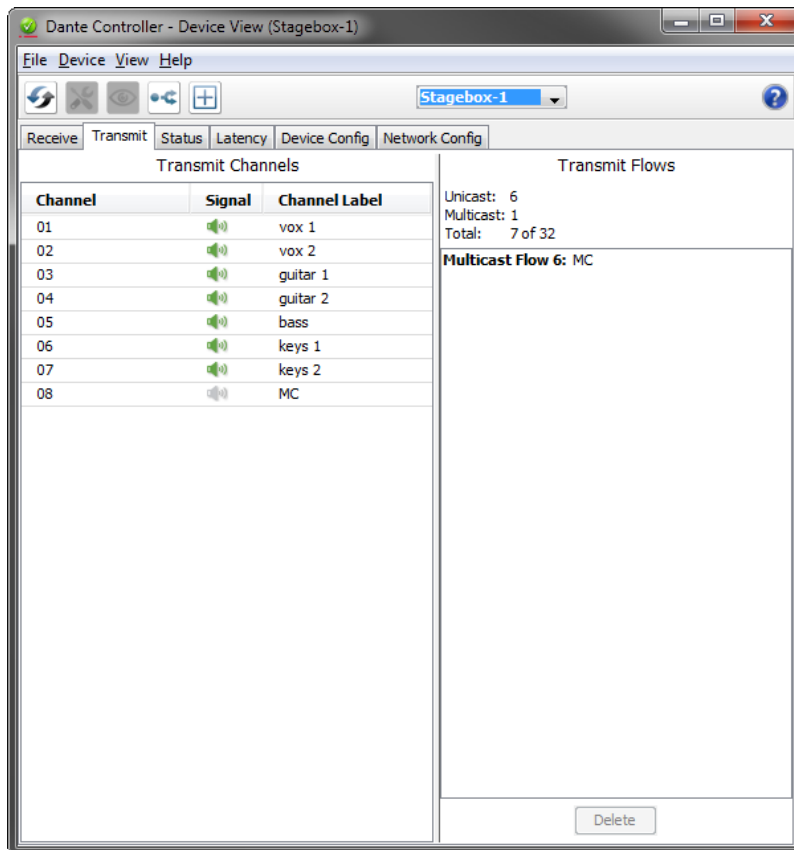 Dante Controller - Device View (Stagebox-1)
File Device View Help
Stagebox-1
?
Receive Transmit Status Latency Device Config Network Config
Transmit Channels
Channel Signal Channel Label
01 vox 1
02 vox 2
03 guitar 1
04 guitar 2
05 bass
06 keys 1
07 keys 2
08 MC
Transmit Flows
Unicast: 6
Multicast: 1
Total: 7 of 32
Multicast Flow 6: MC
Delete